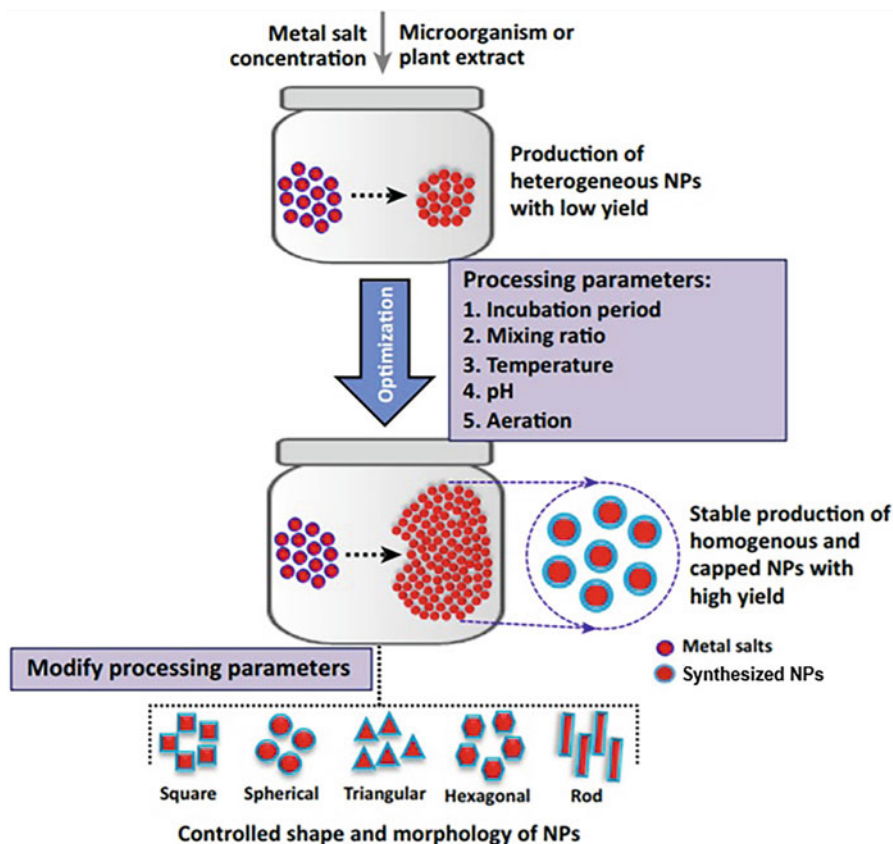 Metal salt
concentration
Microorganism or
plant extract
Production of
heterogeneous NPs
with low yield
Processing parameters:
1. Incubation period
2. Mixing ratio
3. Temperature
4. pH
5. Aeration
Optimization
Stable production of
homogenous and
capped NPs with
high yield
Metal salts
Synthesized NPs
Modify processing parameters
Square
Spherical
Triangular
Hexagonal
Rod
Controlled shape and morphology of NPs